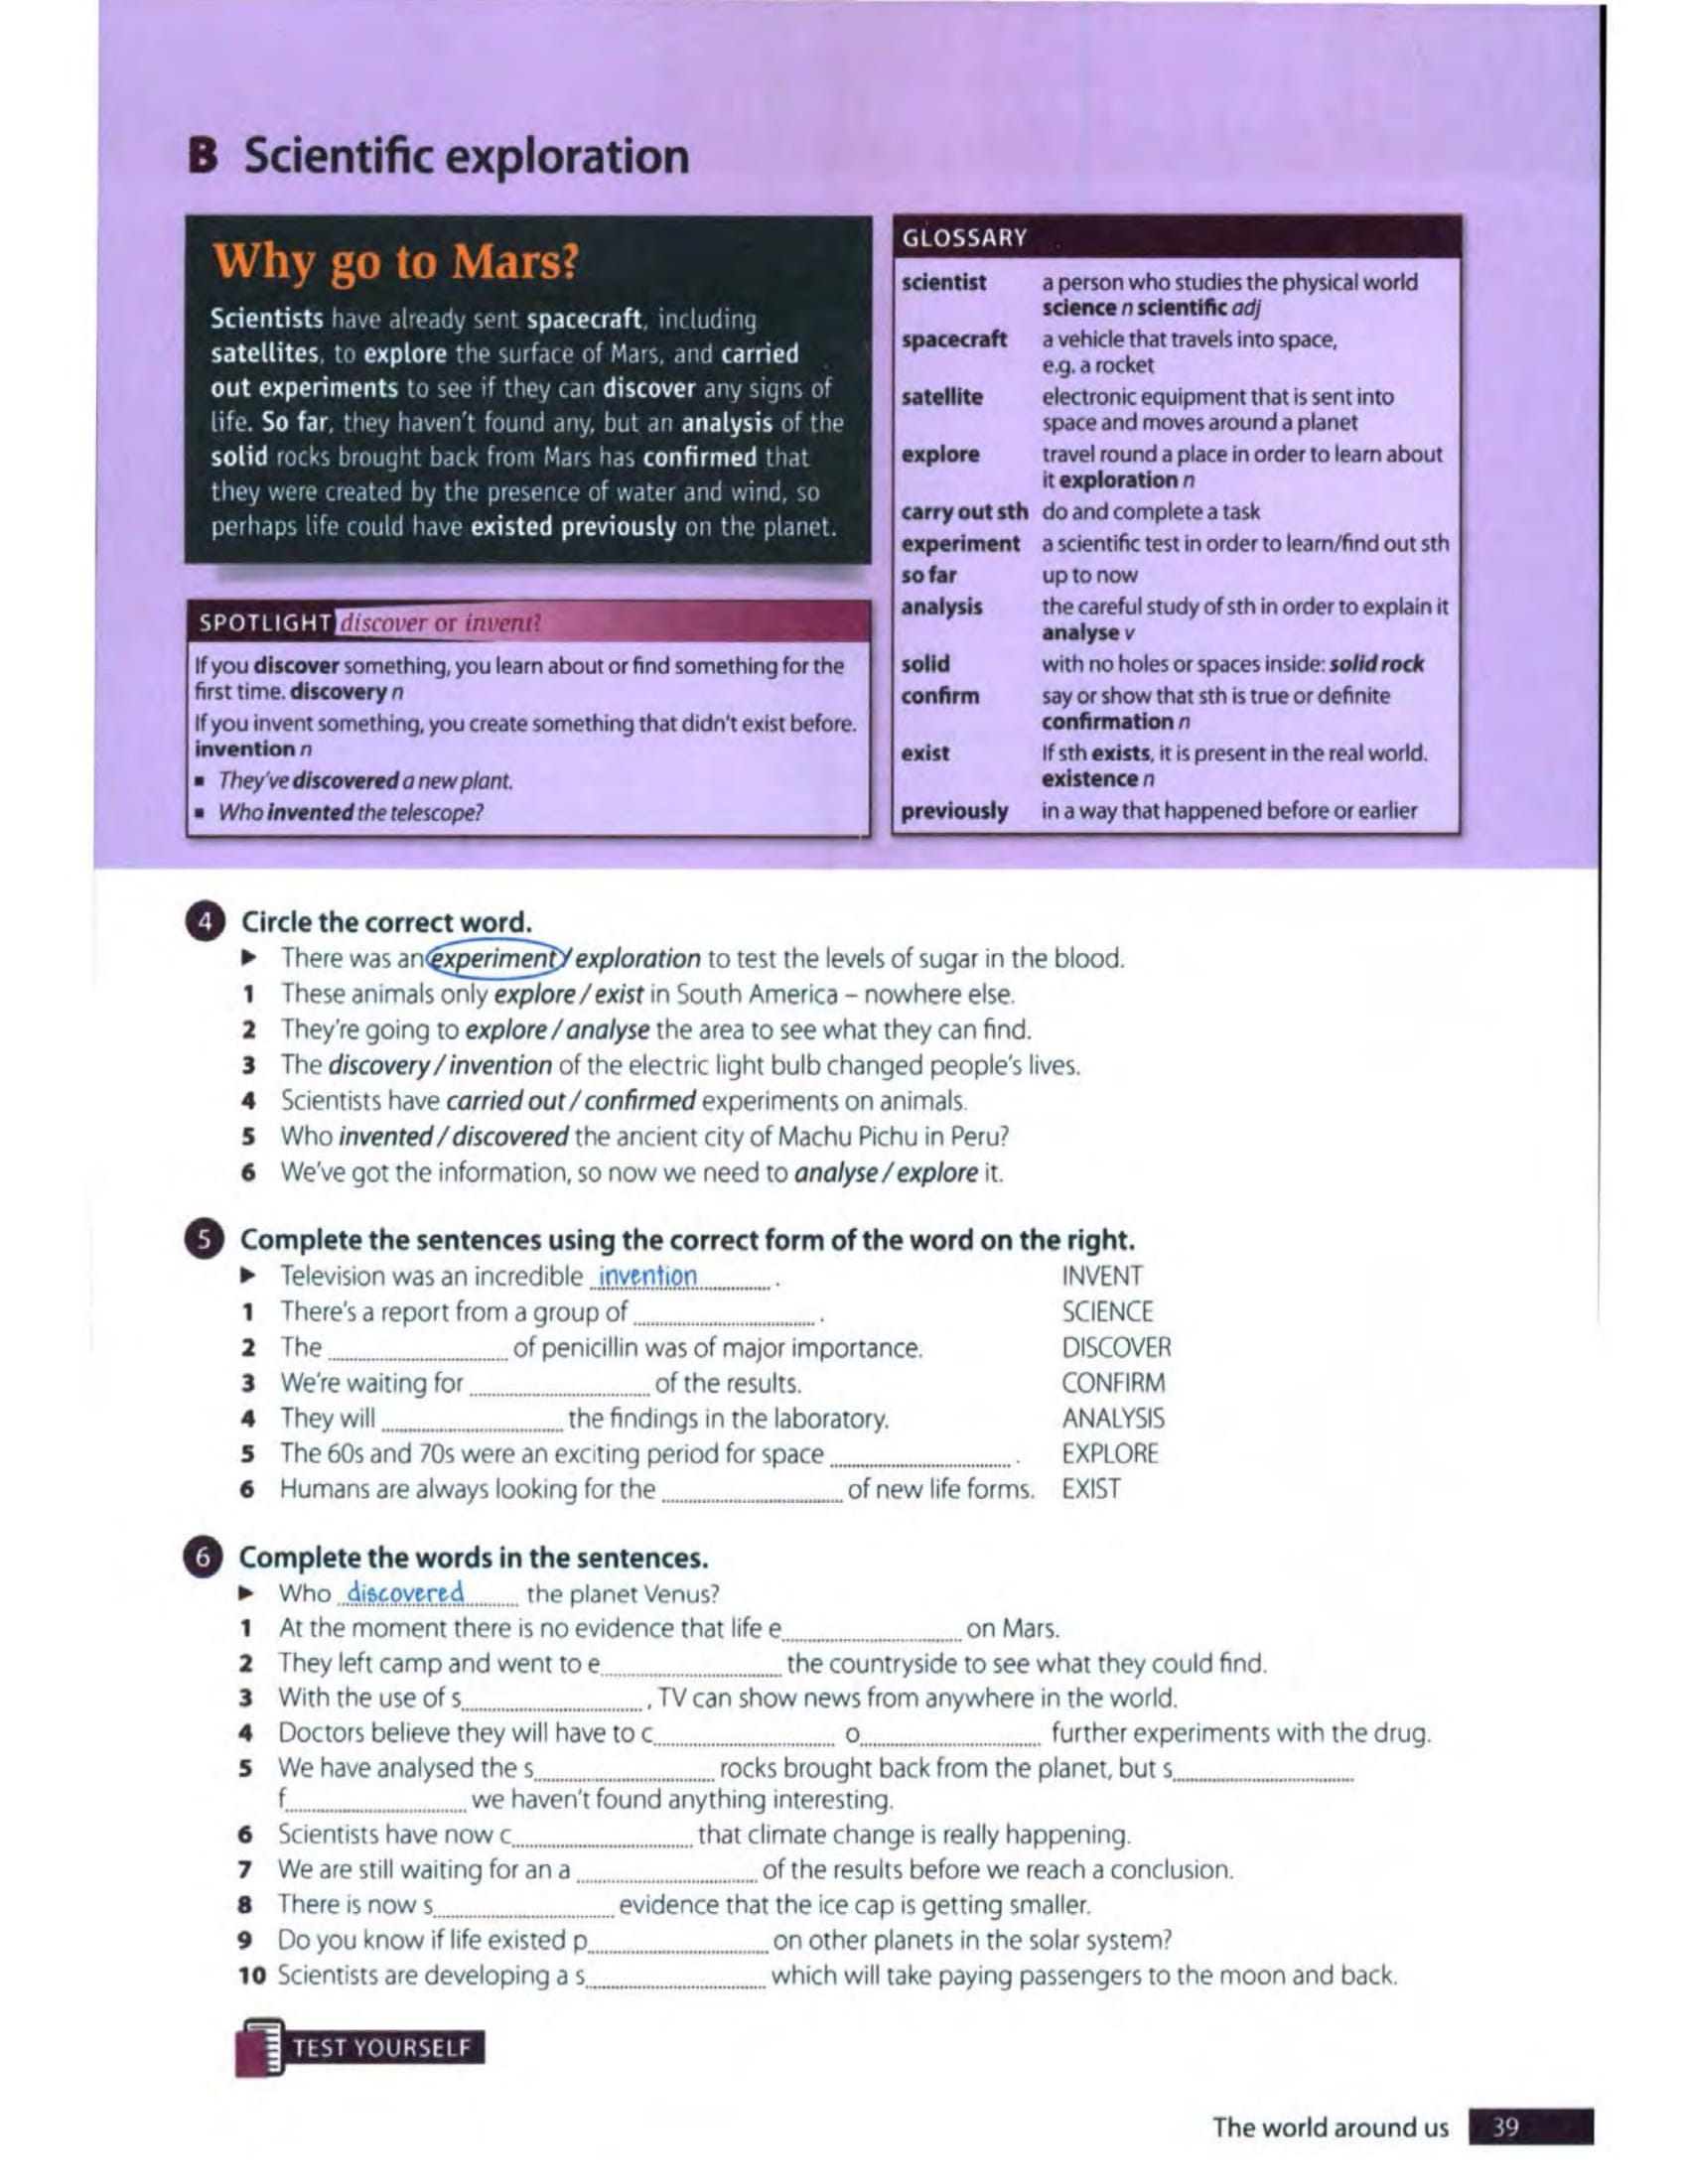 B Scientific exploration
Why go to Mars?
Scientists have already sent spacecraft, including
satellites, to explore the surface of Mars, and carried
out experiments to see if they can discover any signs of
life. So far, they haven't found any, but an analysis of the
solid rocks brought back from Mars has confirmed that
they were created by the presence of water and wind, so
perhaps life could have existed previously on the planet.
SPOTLIGHT discover or invent?
If you discover something, you learn about or find something for the
first time. discovery n
If you invent something, you create something that didn't exist before.
invention n
▪ They've discovered a new plant.
▪ Who invented the telescope?
GLOSSARY
scientist a person who studies the physical world
science n scientific adj
spacecraft a vehicle that travels into space,
e.g. a rocket
satellite electronic equipment that is sent into
space and moves around a planet
explore travel round a place in order to learn about
it exploration n
carry out sth do and complete a task
experiment a scientific test in order to learn/find out sth
so far up to now
analysis the careful study of sth in order to explain it
analyse v
solid with no holes or spaces inside: solid rock
confirm say or show that sth is true or definite
confirmation n
exist If sth exists, it is present in the real world.
existence n
previously in a way that happened before or earlier
4 Circle the correct word.
► There was an experiment / exploration to test the levels of sugar in the blood.
1 These animals only explore / exist in South America – nowhere else.
2 They're going to explore / analyse the area to see what they can find.
3 The discovery / invention of the electric light bulb changed people's lives.
4 Scientists have carried out / confirmed experiments on animals.
5 Who invented / discovered the ancient city of Machu Pichu in Peru?
6 We've got the information, so now we need to analyse / explore it.
5 Complete the sentences using the correct form of the word on the right.
► Television was an incredible invention. INVENT
1 There's a report from a group of ............. . SCIENCE
2 The ............. of penicillin was of major importance. DISCOVER
3 We're waiting for ............. of the results. CONFIRM
4 They will ............. the findings in the laboratory. ANALYSIS
5 The 60s and 70s were an exciting period for space ............. . EXPLORE
6 Humans are always looking for the ............. of new life forms. EXIST
6 Complete the words in the sentences.
► Who discovered the planet Venus?
1 At the moment there is no evidence that life e............. on Mars.
2 They left camp and went to e............. the countryside to see what they could find.
3 With the use of s............. , TV can show news from anywhere in the world.
4 Doctors believe they will have to c............. o............. further experiments with the drug.
5 We have analysed the s............. rocks brought back from the planet, but s.............
f............. we haven't found anything interesting.
6 Scientists have now c............. that climate change is really happening.
7 We are still waiting for an a ............. of the results before we reach a conclusion.
8 There is now s............. evidence that the ice cap is getting smaller.
9 Do you know if life existed p............. on other planets in the solar system?
10 Scientists are developing a s............. which will take paying passengers to the moon and back.
TEST YOURSELF
The world around us 39